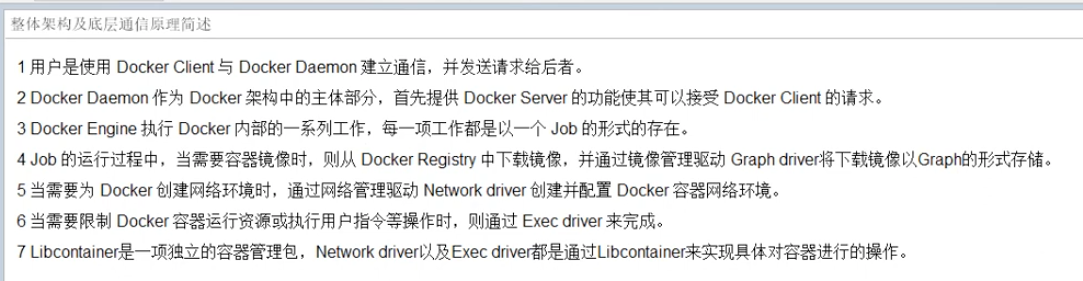 整体架构及底层通信原理简述
1 用户是使用 Docker Client 与 Docker Daemon 建立通信，并发送请求给后者。
2 Docker Daemon 作为 Docker 架构中的主体部分，首先提供 Docker Server 的功能使其可以接受 Docker Client 的请求。
3 Docker Engine 执行 Docker 内部的一系列工作，每一项工作都是以一个 Job 的形式的存在。
4 Job 的运行过程中，当需要容器镜像时，则从 Docker Registry 中下载镜像，并通过镜像管理驱动 Graph driver将下载镜像以Graph的形式存储。
5 当需要为 Docker 创建网络环境时，通过网络管理驱动 Network driver 创建并配置 Docker 容器网络环境。
6 当需要限制 Docker 容器运行资源或执行用户指令等操作时，则通过 Exec driver 来完成。
7 Libcontainer是一项独立的容器管理包，Network driver以及Exec driver都是通过Libcontainer来实现具体对容器进行的操作。